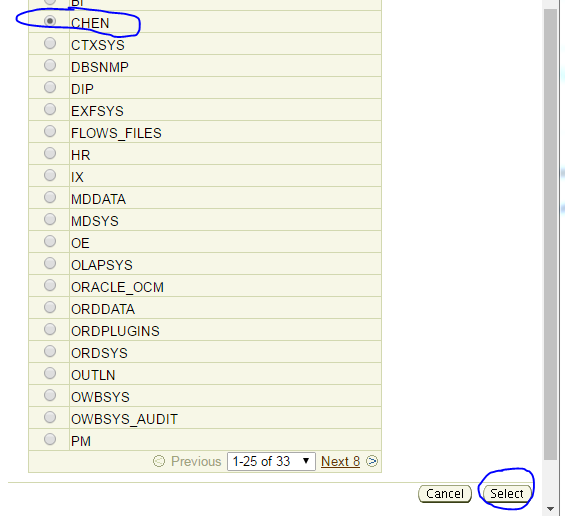 BI
CHEN
CTXSYS
DBSNMP
DIP
EXFSYS
FLOWS_FILES
HR
IX
MDDATA
MDSYS
OE
OLAPSYS
ORACLE_OCM
ORDDATA
ORDPLUGINS
ORDSYS
OUTLN
OWBSYS
OWBSYS_AUDIT
PM
Previous 1-25 of 33 Next 8
Cancel Select